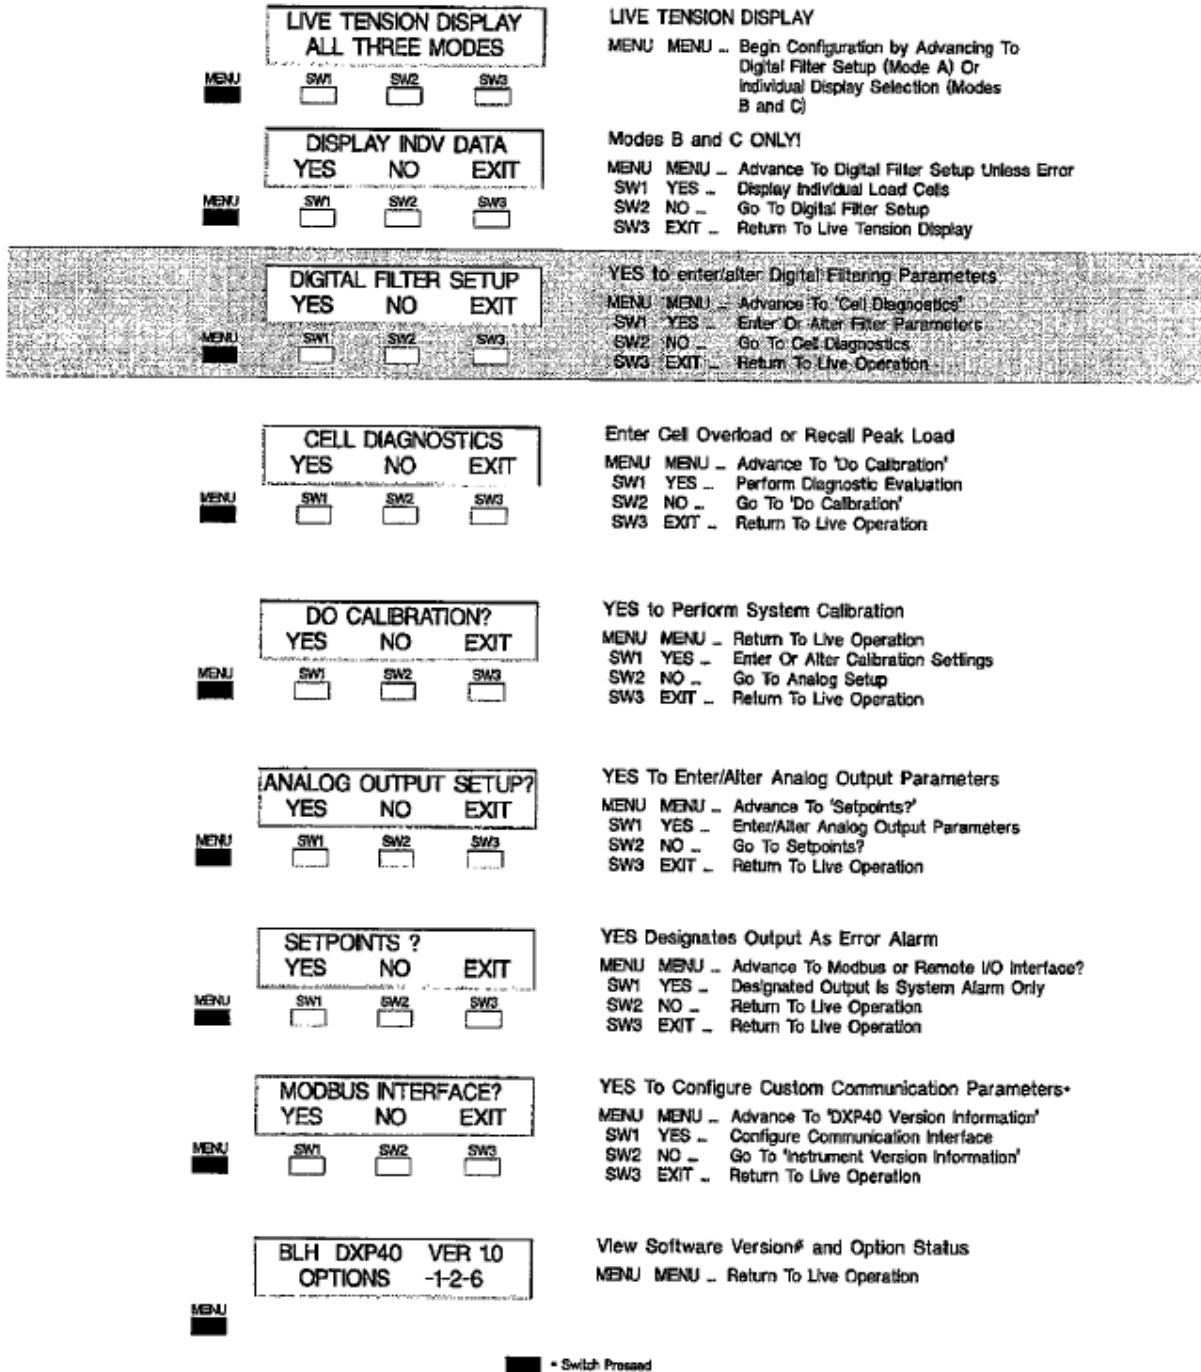 LIVE TENSION DISPLAY
ALL THREE MODES
MENU SW1 SW2 SW3
LIVE TENSION DISPLAY
MENU MENU - Begin Configuration by Advancing To
Digital Filter Setup (Mode A) Or
Individual Display Selection (Modes
B and C)
DISPLAY INDV DATA
YES NO EXIT
MENU SW1 SW2 SW3
Modes B and C ONLY!
MENU MENU - Advance To Digital Filter Setup Unless Error
SW1 YES - Display Individual Load Cells
SW2 NO - Go To Digital Filter Setup
SW3 EXIT - Return To Live Tension Display
DIGITAL FILTER SETUP
YES NO EXIT
MENU SW1 SW2 SW3
YES to enter/alter Digital Filtering Parameters
MENU MENU - Advance To 'Cell Diagnostics'
SW1 YES - Enter Or Alter Filter Parameters
SW2 NO - Go To Cell Diagnostics
SW3 EXIT - Return To Live Operation
CELL DIAGNOSTICS
YES NO EXIT
MENU SW1 SW2 SW3
Enter Cell Overload or Recall Peak Load
MENU MENU - Advance To 'Do Calibration'
SW1 YES - Perform Diagnostic Evaluation
SW2 NO - Go To 'Do Calibration'
SW3 EXIT - Return To Live Operation
DO CALIBRATION?
YES NO EXIT
MENU SW1 SW2 SW3
YES to Perform System Calibration
MENU MENU - Return To Live Operation
SW1 YES - Enter Or Alter Calibration Settings
SW2 NO - Go To Analog Setup
SW3 EXIT - Return To Live Operation
ANALOG OUTPUT SETUP?
YES NO EXIT
MENU SW1 SW2 SW3
YES To Enter/Alter Analog Output Parameters
MENU MENU - Advance To 'Setpoints?'
SW1 YES - Enter/Alter Analog Output Parameters
SW2 NO - Go To Setpoints?
SW3 EXIT - Return To Live Operation
SETPOINTS ?
YES NO EXIT
MENU SW1 SW2 SW3
YES Designates Output As Error Alarm
MENU MENU - Advance To Modbus or Remote I/O Interface?
SW1 YES - Designated Output Is System Alarm Only
SW2 NO - Return To Live Operation
SW3 EXIT - Return To Live Operation
MODBUS INTERFACE?
YES NO EXIT
MENU SW1 SW2 SW3
YES To Configure Custom Communication Parameters*
MENU MENU - Advance To 'DXP40 Version Information'
SW1 YES - Configure Communication Interface
SW2 NO - Go To 'Instrument Version Information'
SW3 EXIT - Return To Live Operation
BLH DXP40 VER 1.0
OPTIONS -1-2-6
MENU
View Software Version# and Option Status
MENU MENU - Return To Live Operation
= Switch Pressed